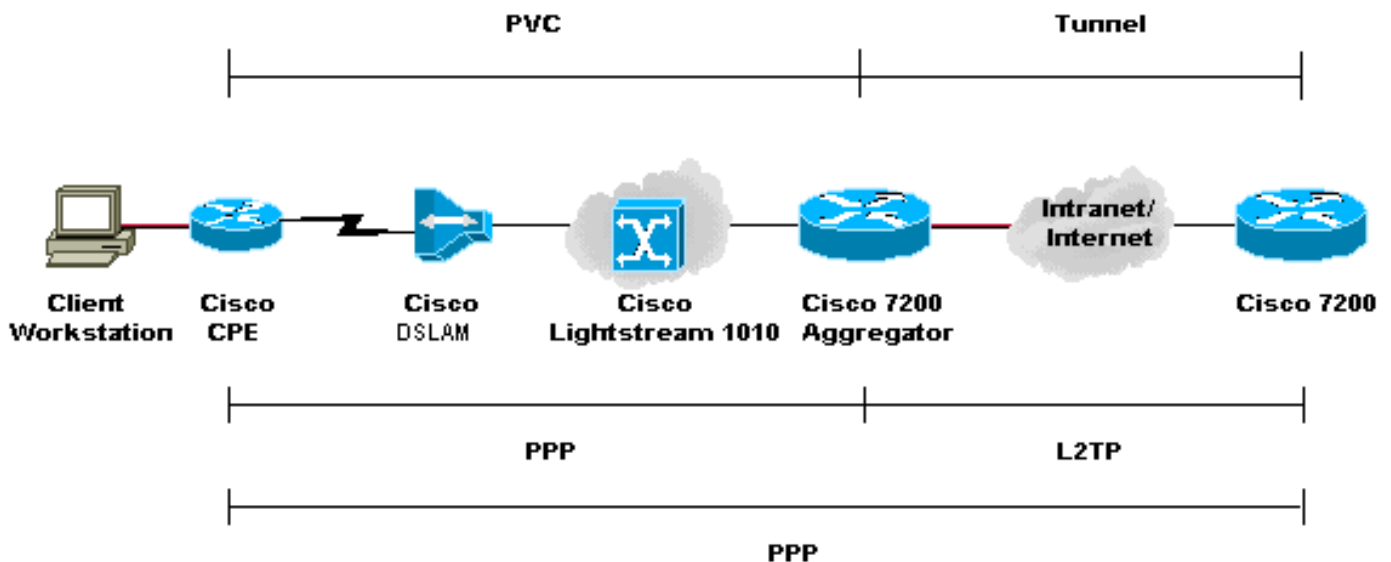 PVC
Tunnel
Intranet/
Internet
Client
Workstation
Cisco
CPE
Cisco
DSLAM
Cisco
Lightstream 1010
Cisco 7200
Aggregator
Cisco 7200
PPP
L2TP
PPP